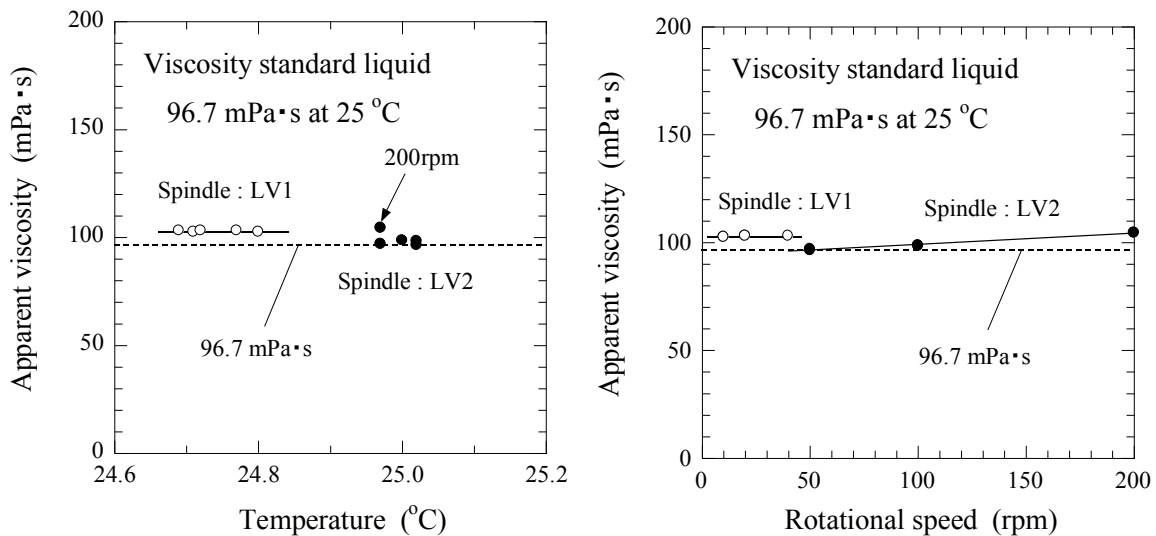 200
150
100
50
0
Apparent viscosity (mPa·s)
Viscosity standard liquid
96.7 mPa·s at 25 °C
200rpm
Spindle : LV1
Spindle : LV2
96.7 mPa·s
24.6
24.8
25.0
25.2
Temperature (°C)
200
150
100
50
0
Apparent viscosity (mPa·s)
Viscosity standard liquid
96.7 mPa·s at 25 °C
Spindle : LV1
Spindle : LV2
96.7 mPa·s
0
50
100
150
200
Rotational speed (rpm)